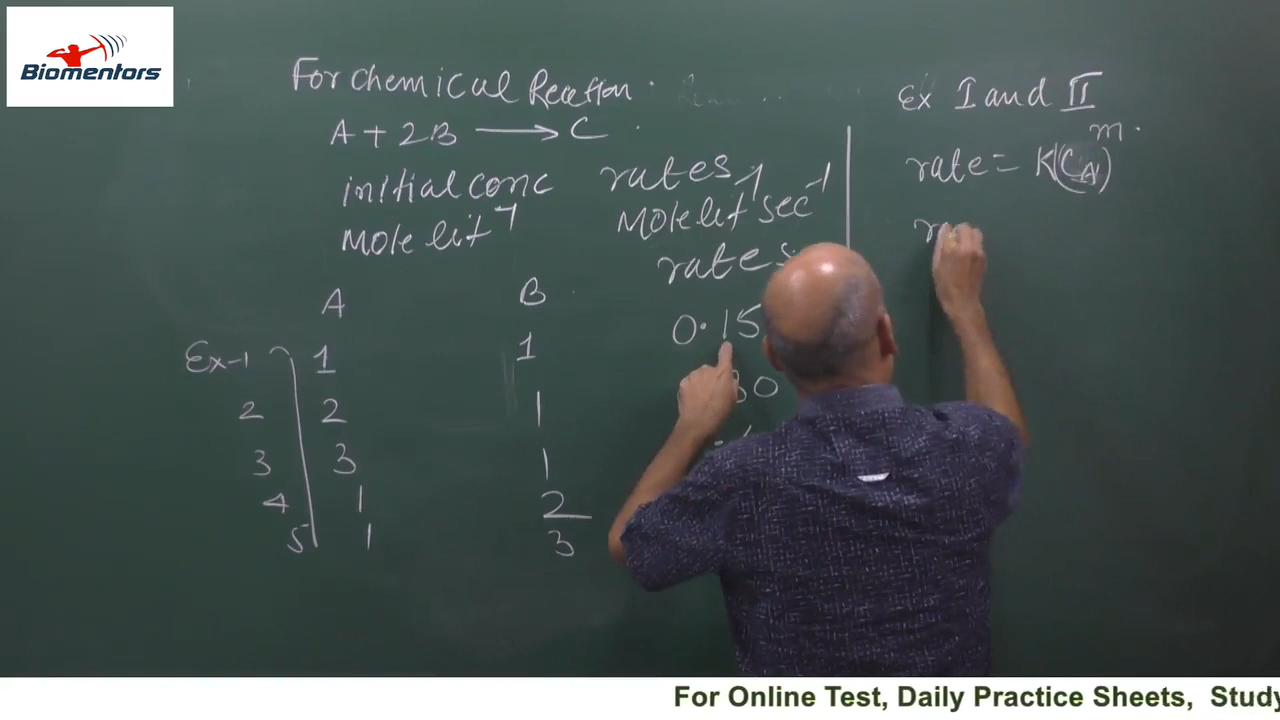 Biomentors
For Chemical Reaction.
A + 2B ⟶ C.
initial conc
mole lit⁻¹
rates
Mole lit⁻¹ sec⁻¹
rates
A B
Ex-1 1 1 0.15
2 2 1 30
3 3 1
4 1 2
5 1 3
Ex I and II
rate = K(C_A)^m.
For Online Test, Daily Practice Sheets, Study